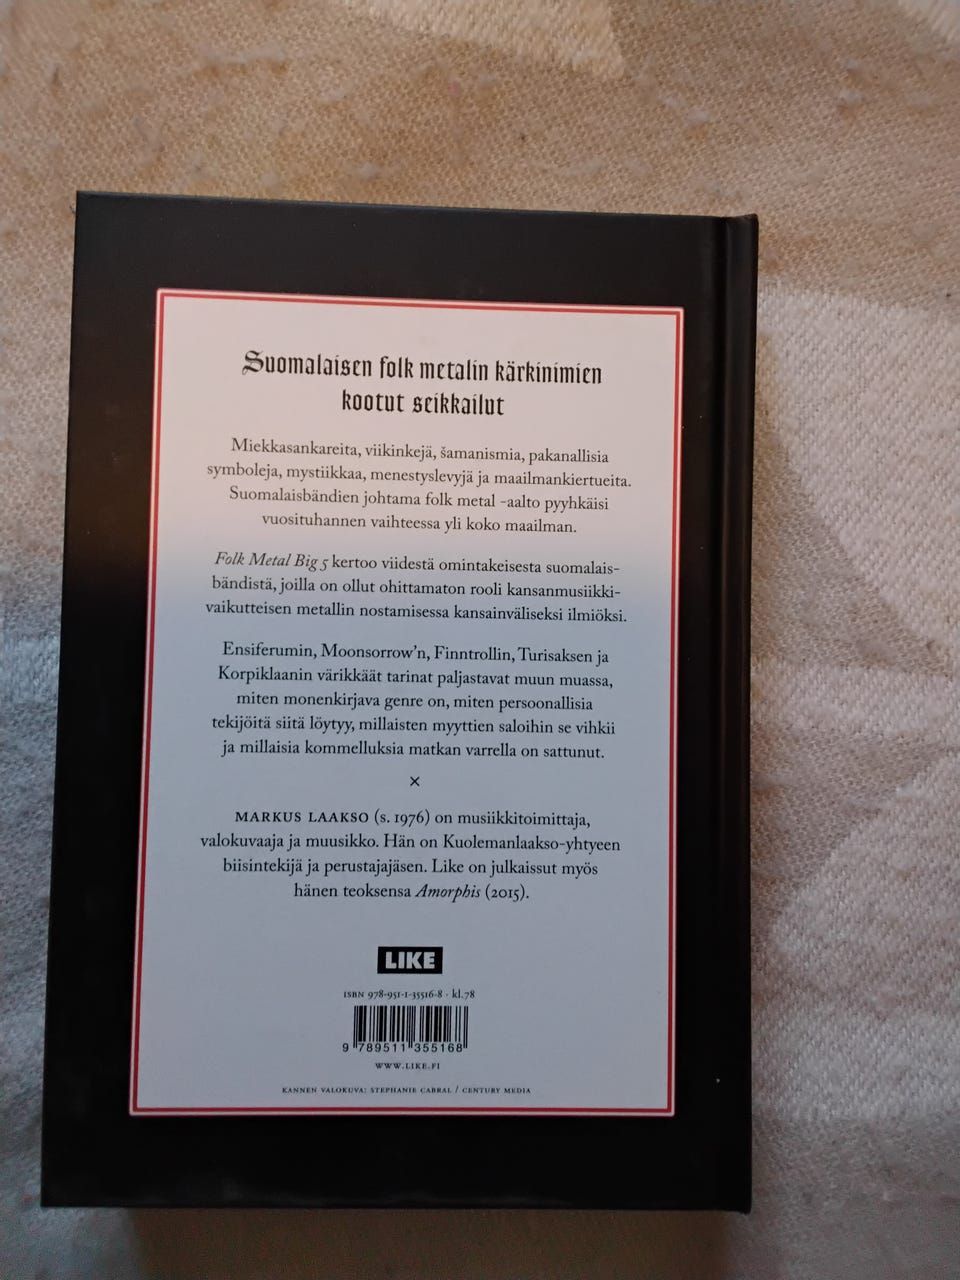 Suomalaisen folk metalin kärkinimien
kootut seikkailut
Miekkasankareita, viikinkejä, šamanismia, pakanallisia
symboleja, mystiikkaa, menestyslevyjä ja maailmankiertueita.
Suomalaisbändien johtama folk metal -aalto pyyhkäisi
vuosituhannen vaihteessa yli koko maailman.
Folk Metal Big 5 kertoo viidestä omintakeisesta suomalais-
bändistä, joilla on ollut ohittamaton rooli kansanmusiikki-
vaikutteisen metallin nostamisessa kansainväliseksi ilmiöksi.
Ensiferumin, Moonsorrow'n, Finntrollin, Turisaksen ja
Korpiklaanin värikkäät tarinat paljastavat muun muassa,
miten monenkirjava genre on, miten persoonallisia
tekijöitä siitä löytyy, millaisten myyttien saloihin se vihkii
ja millaisia kommelluksia matkan varrella on sattunut.
×
MARKUS LAAKSO (s. 1976) on musiikkitoimittaja,
valokuvaaja ja muusikko. Hän on Kuolemanlaakso-yhtyeen
biisintekijä ja perustajajäsen. Like on julkaissut myös
hänen teoksensa Amorphis (2015).
LIKE
ISBN 978-951-1-35516-8 · kl.78
9 789511 355168
WWW.LIKE.FI
KANNEN VALOKUVA: STEPHANIE CABRAL / CENTURY MEDIA